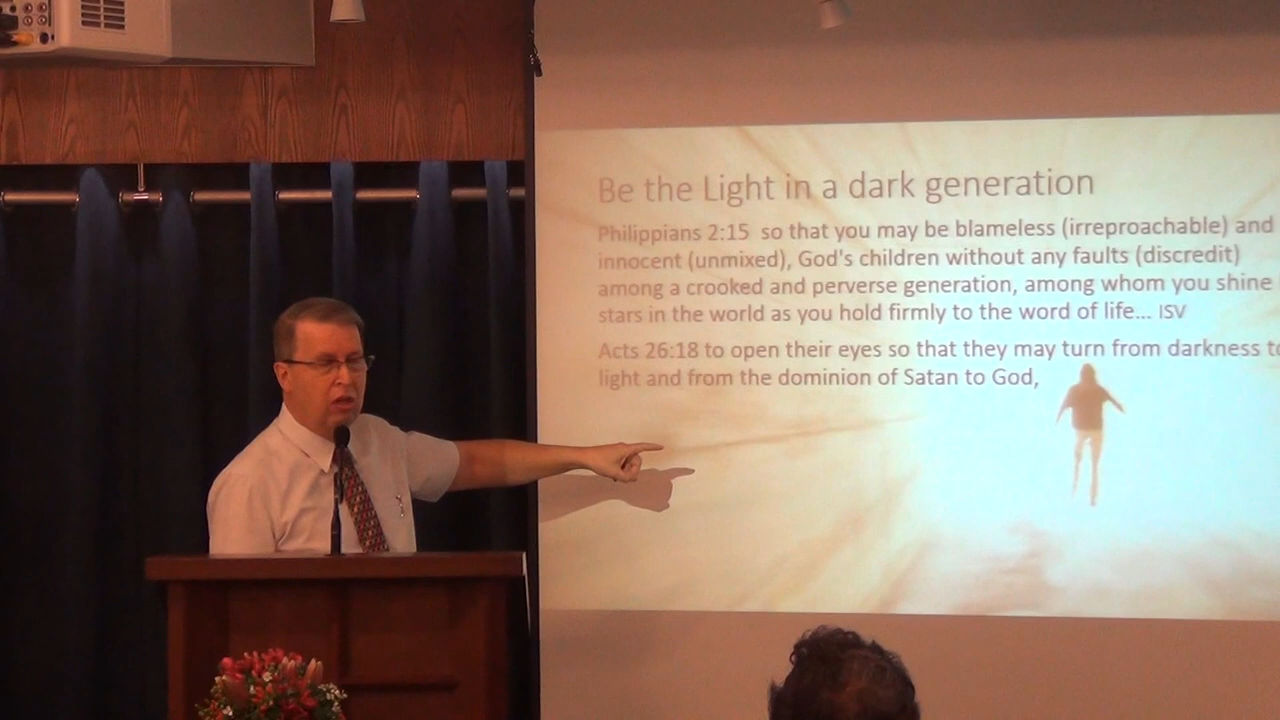 Be the Light in a dark generation
Philippians 2:15 so that you may be blameless (irreproachable) and
innocent (unmixed), God's children without any faults (discredit)
among a crooked and perverse generation, among whom you shine
stars in the world as you hold firmly to the word of life... ISV
Acts 26:18 to open their eyes so that they may turn from darkness to
light and from the dominion of Satan to God,